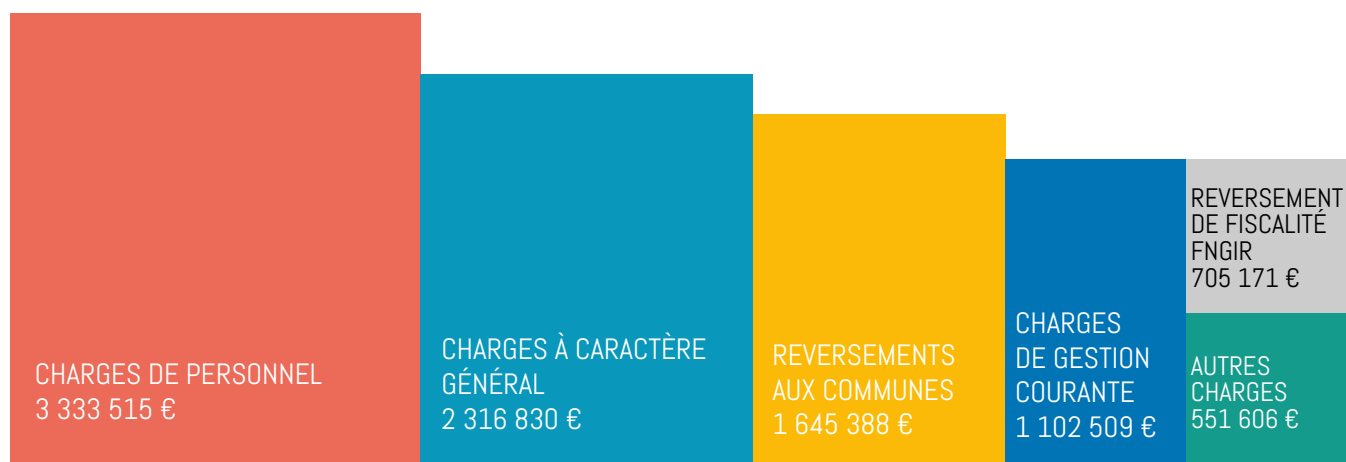 CHARGES DE PERSONNEL
3 333 515 €
CHARGES À CARACTÈRE
GÉNÉRAL
2 316 830 €
REVERSEMENTS
AUX COMMUNES
1 645 388 €
CHARGES
DE GESTION
COURANTE
1 102 509 €
REVERSEMENT
DE FISCALITÉ
FNGIR
705 171 €
AUTRES
CHARGES
551 606 €